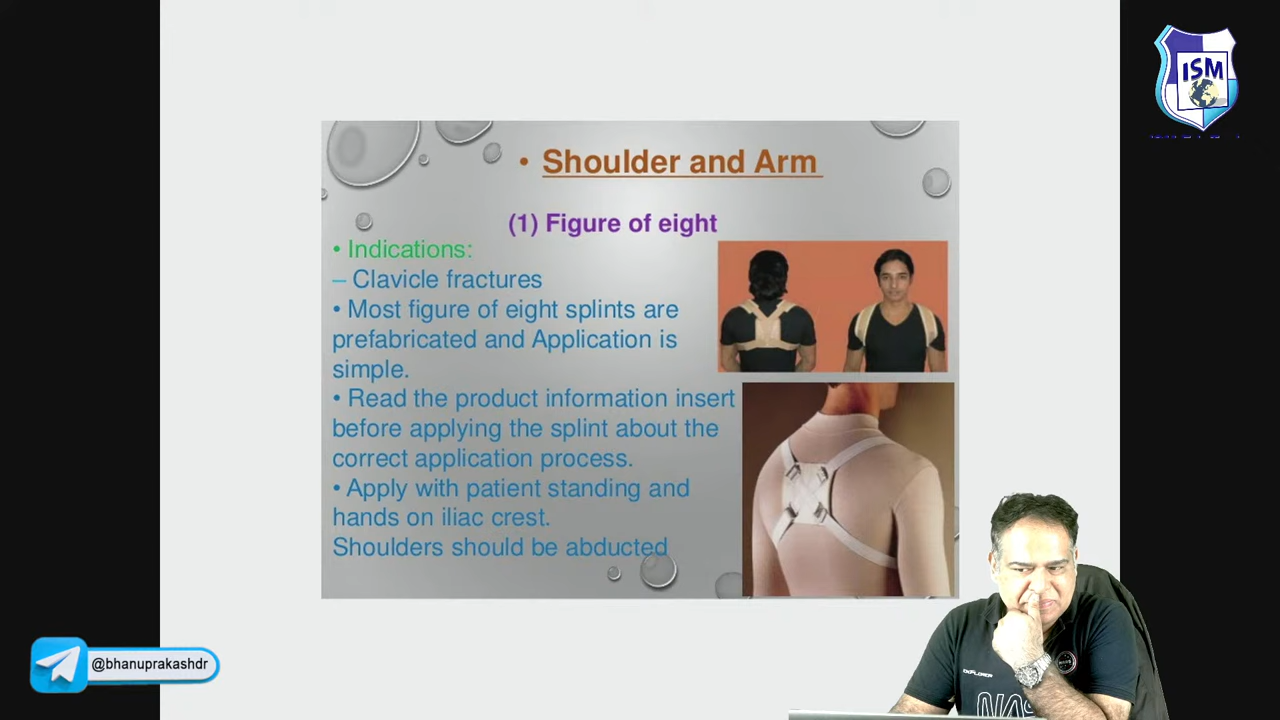 ISM
• Shoulder and Arm
(1) Figure of eight
• Indications:
– Clavicle fractures
• Most figure of eight splints are
prefabricated and Application is
simple.
• Read the product information insert
before applying the splint about the
correct application process.
• Apply with patient standing and
hands on iliac crest.
Shoulders should be abducted
@bhanuprakashdr